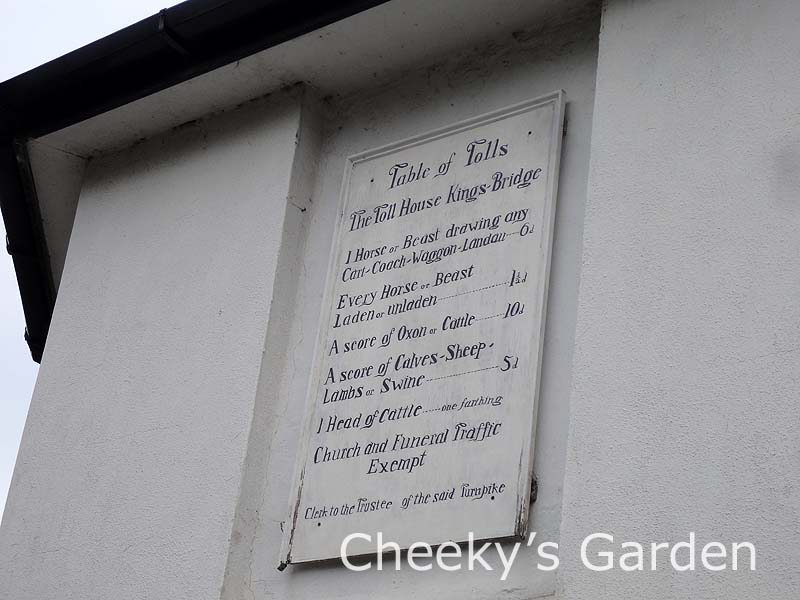 Table of Tolls
The Toll House Kings-Bridge
1 Horse or Beast drawing any
Cart-Coach-Waggon-Landau---6d
Every Horse or Beast
Laden or unladen---------1½d
A score of Oxon or Cattle------10d
A score of Calves-Sheep-
Lambs or Swine-----------5d
1 Head of Cattle-----one farthing
Church and Funeral Traffic
Exempt
Clerk to the Trustee of the said Turnpike
Cheeky's Garden